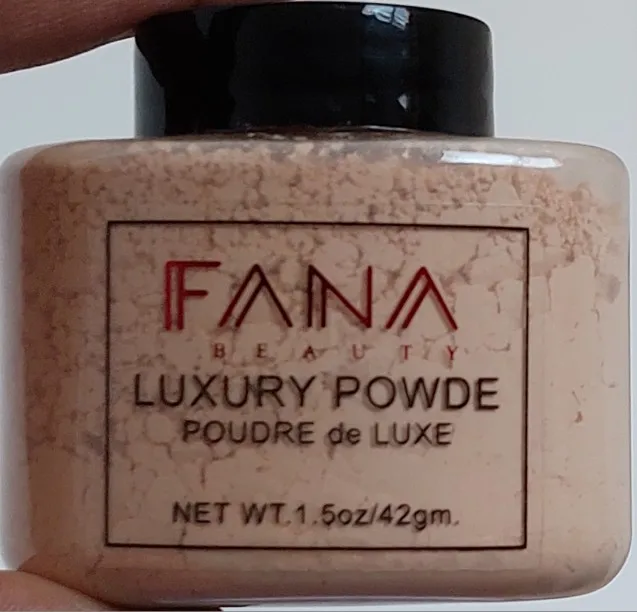 FANA
BEAUTY
LUXURY POWDE
POUDRE de LUXE
NET WT.1.5oz/42gm.